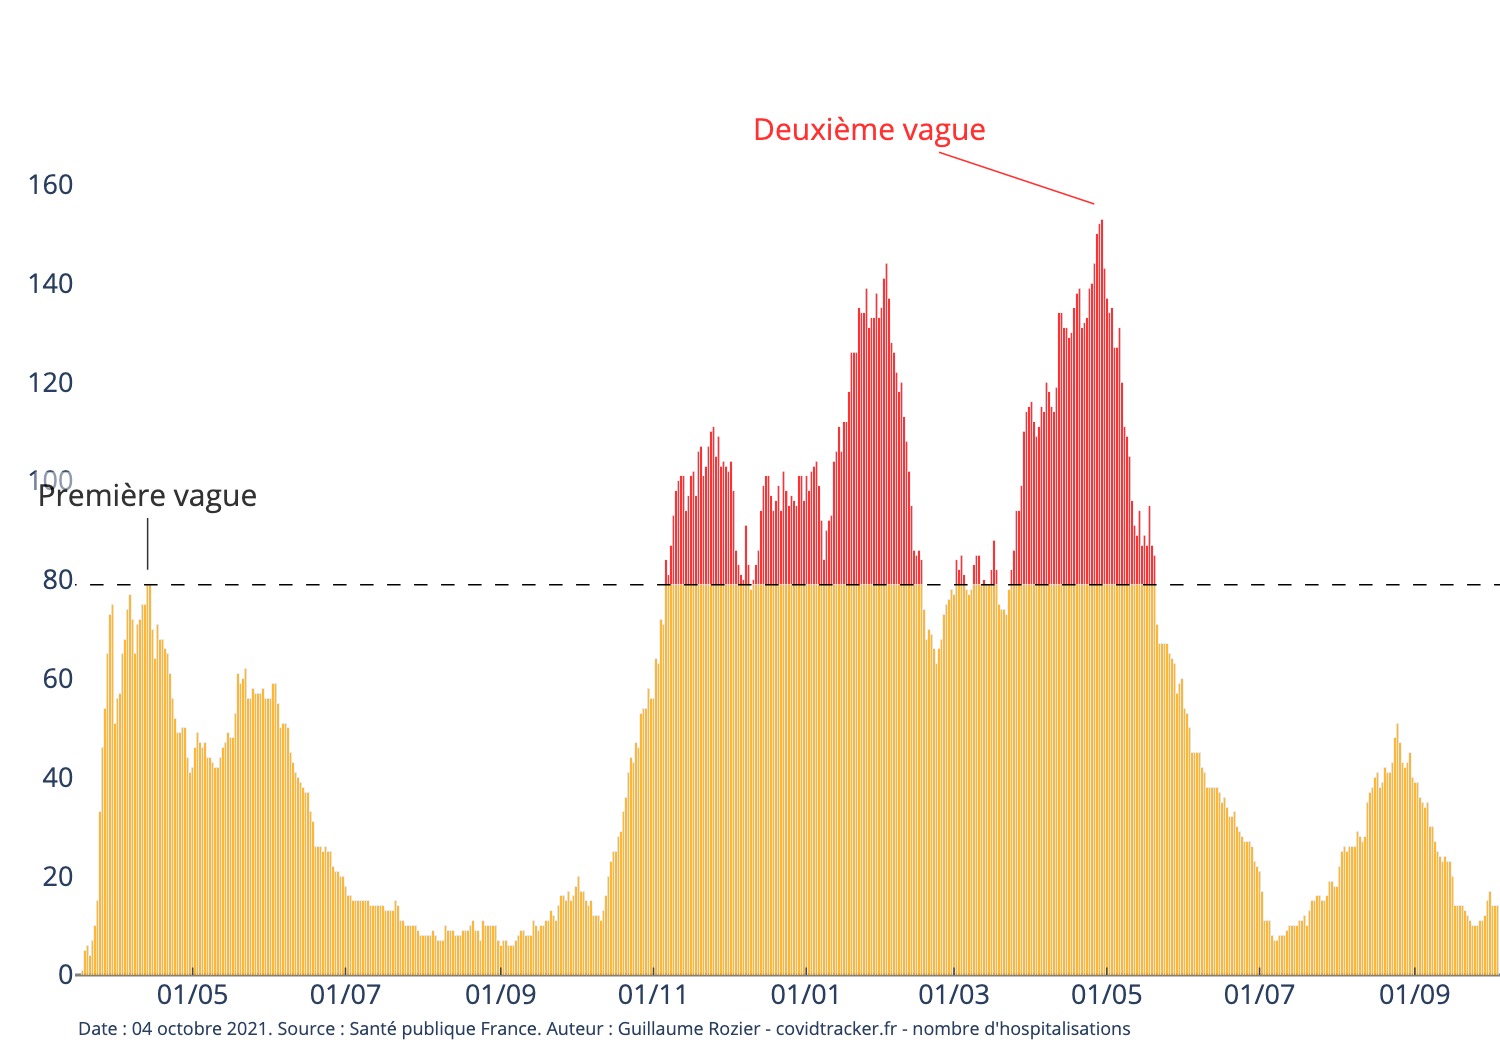 Deuxième vague
160
140
120
100
Première vague
80
60
40
20
0
01/05 01/07 01/09 01/11 01/01 01/03 01/05 01/07 01/09
Date : 04 octobre 2021. Source : Santé publique France. Auteur : Guillaume Rozier - covidtracker.fr - nombre d'hospitalisations